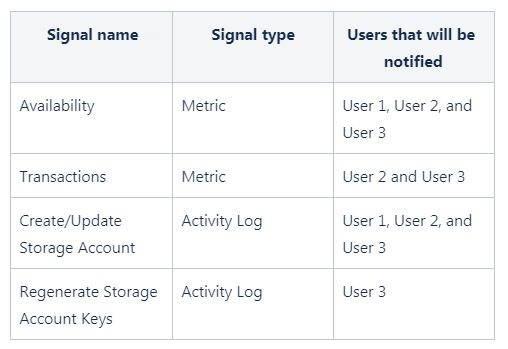 Signal name
Signal type
Users that will be
notified
Availability
Metric
User 1, User 2, and
User 3
Transactions
Metric
User 2 and User 3
Create/Update
Storage Account
Activity Log
User 1, User 2, and
User 3
Regenerate Storage
Account Keys
Activity Log
User 3